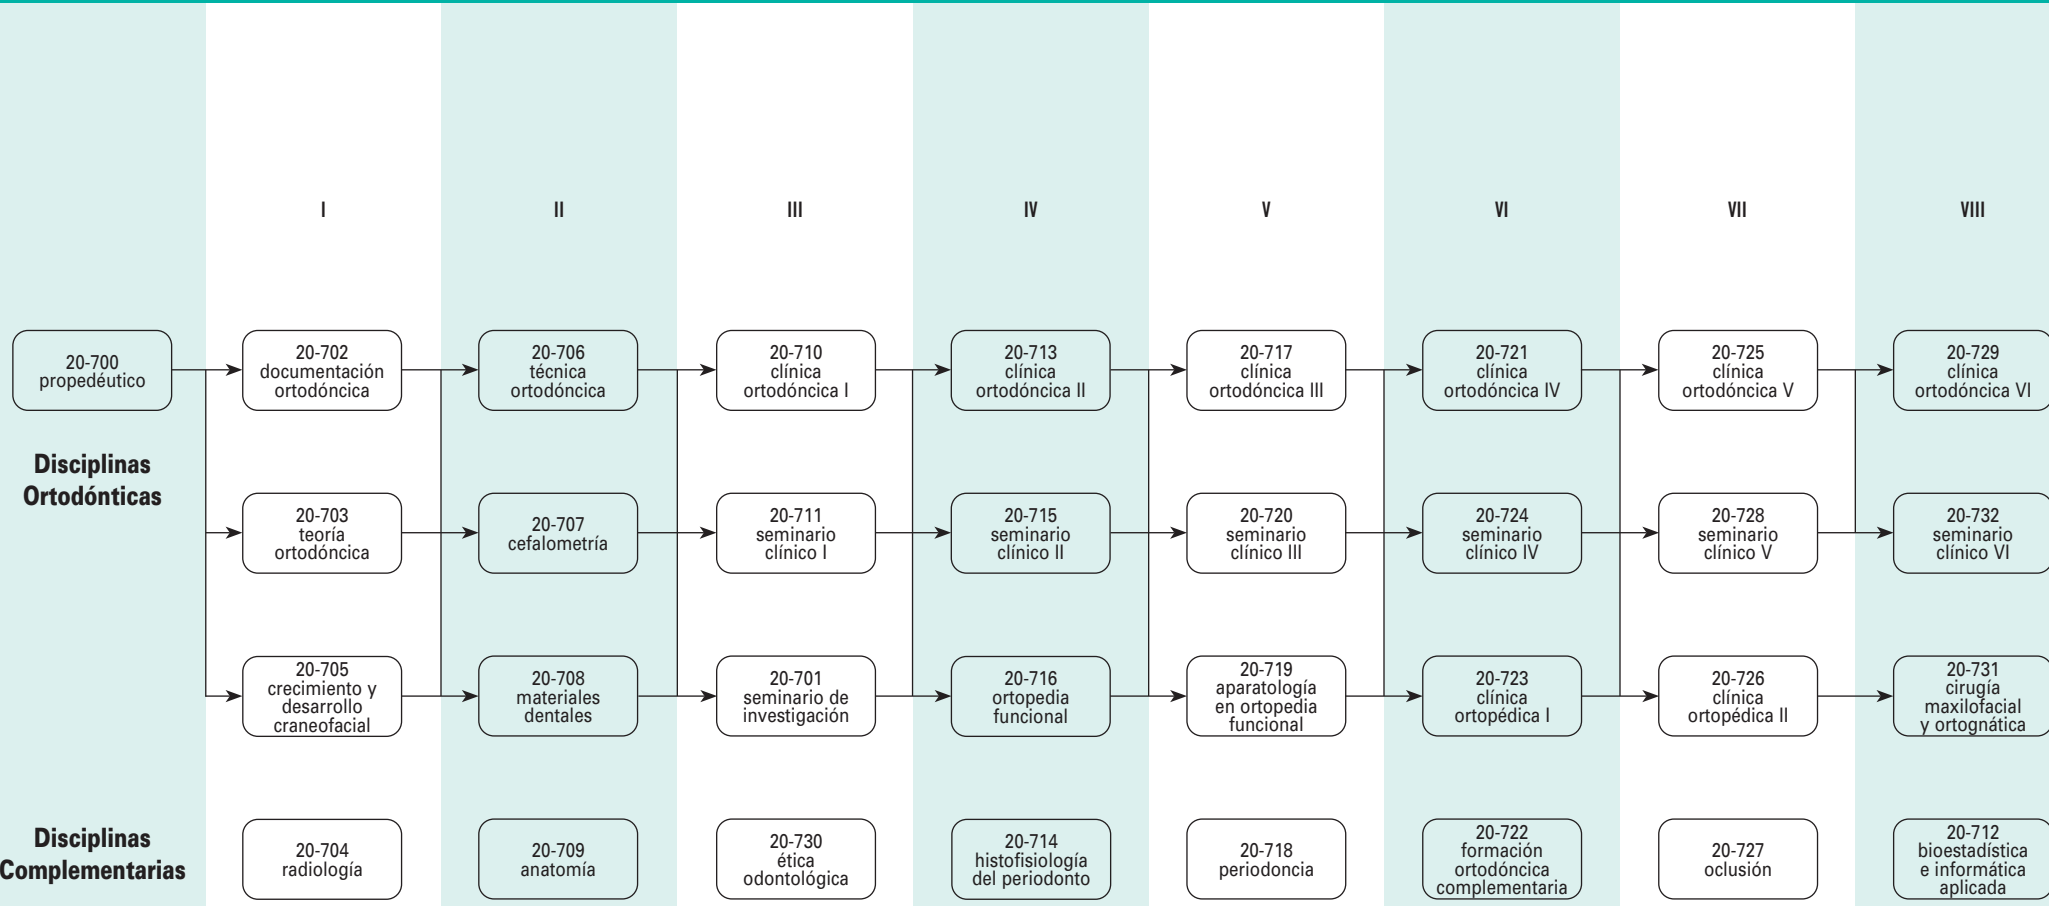 I
II
III
IV
V
VI
VII
VIII
20-700
propedéutico
20-702
documentación
ortodóncica
20-706
técnica
ortodóncica
20-710
clínica
ortodóncica I
20-713
clínica
ortodóncica II
20-717
clínica
ortodóncica III
20-721
clínica
ortodóncica IV
20-725
clínica
ortodóncica V
20-729
clínica
ortodóncica VI
Disciplinas
Ortodónticas
20-703
teoría
ortodóncica
20-707
cefalometría
20-711
seminario
clínico I
20-715
seminario
clínico II
20-720
seminario
clínico III
20-724
seminario
clínico IV
20-728
seminario
clínico V
20-732
seminario
clínico VI
20-705
crecimiento y
desarrollo
craneofacial
20-708
materiales
dentales
20-701
seminario de
investigación
20-716
ortopedia
funcional
20-719
aparatología
en ortopedia
funcional
20-723
clínica
ortopédica I
20-726
clínica
ortopédica II
20-731
cirugía
maxilofacial
y ortognática
Disciplinas
Complementarias
20-704
radiología
20-709
anatomía
20-730
ética
odontológica
20-714
histofisiología
del periodonto
20-718
periodoncia
20-722
formación
ortodóncica
complementaria
20-727
oclusión
20-712
bioestadística
e informática
aplicada